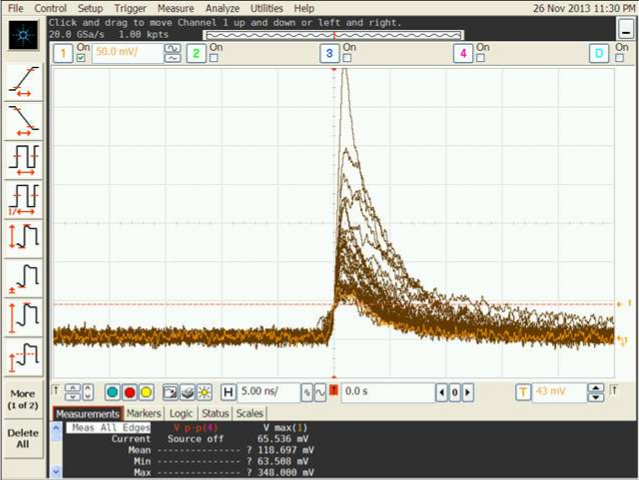 File Control Setup Trigger Measure Analyze Utilities Help 26 Nov 2013 11:30 PM
Click and drag to move Channel 1 up and down or left and right.
20.0 GSa/s 1.00 kpts
1 On 50.0 mV/ 2 On 3 On 4 On D On
T
1/
More
(1 of 2)
Delete
All
H 5.00 ns/ T 0.0 s 0 T 43 mV
Measurements Markers Logic Status Scales
Meas All Edges V p-p(4) V max(1)
Current Source off 65.536 mV
Mean --------------- ? 118.697 mV
Min --------------- ? 63.508 mV
Max --------------- ? 348.000 mV